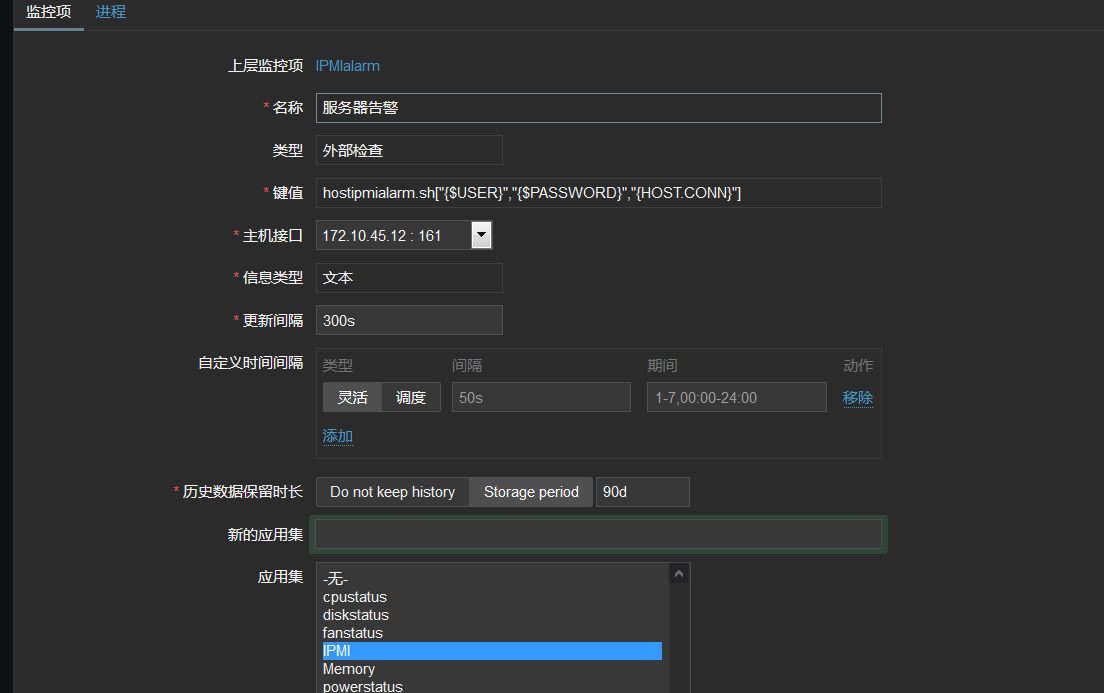 监控项 进程
上层监控项 IPMIalarm
* 名称 服务器告警
类型 外部检查
* 键值 hostipmialarm.sh["{$USER}","{$PASSWORD}","{HOST.CONN}"]
* 主机接口 172.10.45.12 : 161
* 信息类型 文本
* 更新间隔 300s
自定义时间间隔 类型 间隔 期间 动作
灵活 调度 50s 1-7,00:00-24:00 移除
添加
* 历史数据保留时长 Do not keep history Storage period 90d
新的应用集
应用集 -无-
cpustatus
diskstatus
fanstatus
IPMI
Memory
powerstatus